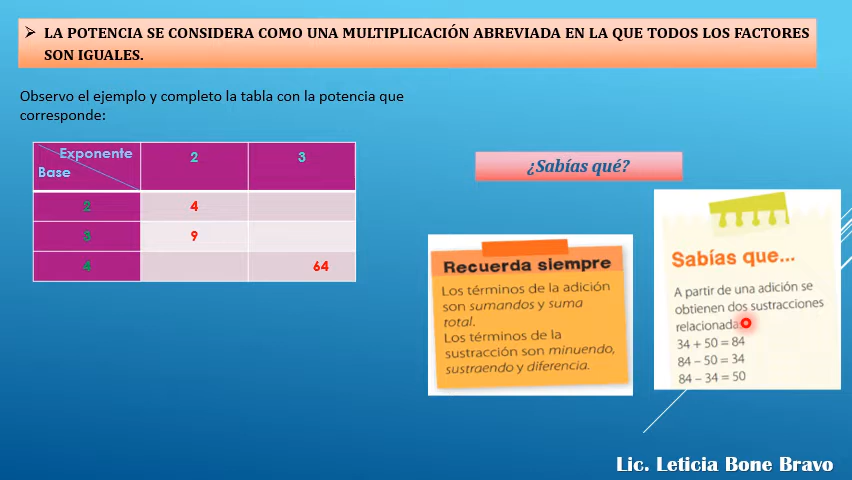 LA POTENCIA SE CONSIDERA COMO UNA MULTIPLICACIÓN ABREVIADA EN LA QUE TODOS LOS FACTORES
SON IGUALES.
Observo el ejemplo y completo la tabla con la potencia que
corresponde:
Exponente
Base
2
3
2
4
3
9
4
64
¿Sabías qué?
Recuerda siempre
Los términos de la adición
son sumandos y suma
total.
Los términos de la
sustracción son minuendo,
sustraendo y diferencia.
Sabías que...
A partir de una adición se
obtienen dos sustracciones
relacionada
34 + 50 = 84
84 – 50 = 34
84 – 34 = 50
Lic. Leticia Bone Bravo